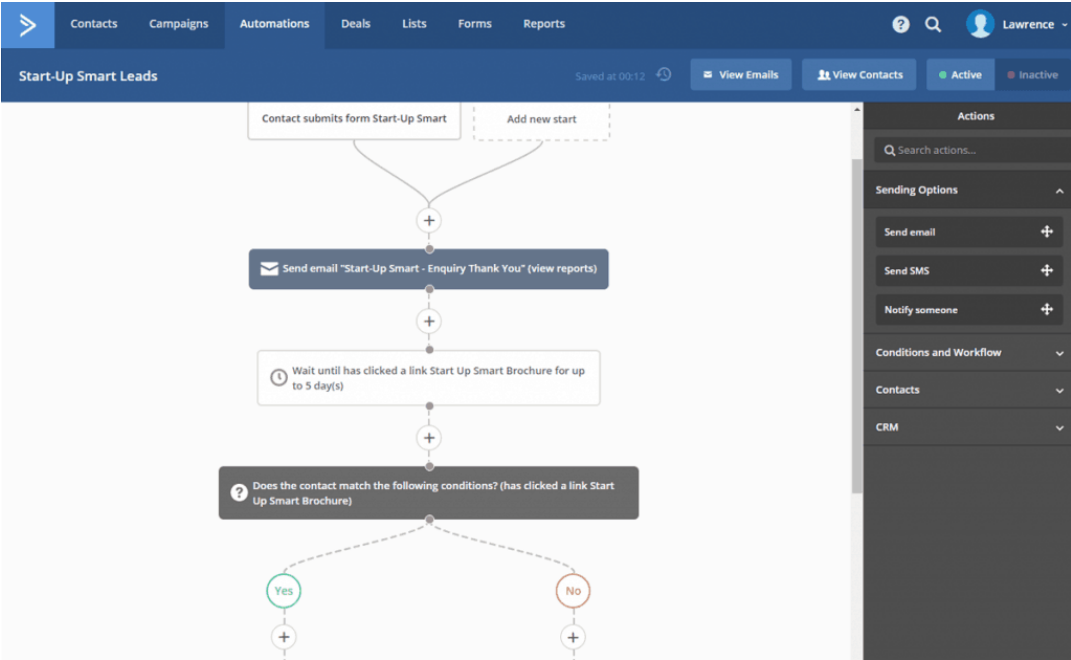 Contacts
Campaigns
Automations
Deals
Lists
Forms
Reports
?
Lawrence
Start-Up Smart Leads
Saved at 00:12
View Emails
View Contacts
Active
Inactive
Contact submits form Start-Up Smart
Add new start
Send email "Start-Up Smart - Enquiry Thank You" (view reports)
Wait until has clicked a link Start Up Smart Brochure for up
to 5 day(s)
?
Does the contact match the following conditions? (has clicked a link Start
Up Smart Brochure)
Yes
No
Actions
Search actions...
Sending Options
Send email
Send SMS
Notify someone
Conditions and Workflow
Contacts
CRM